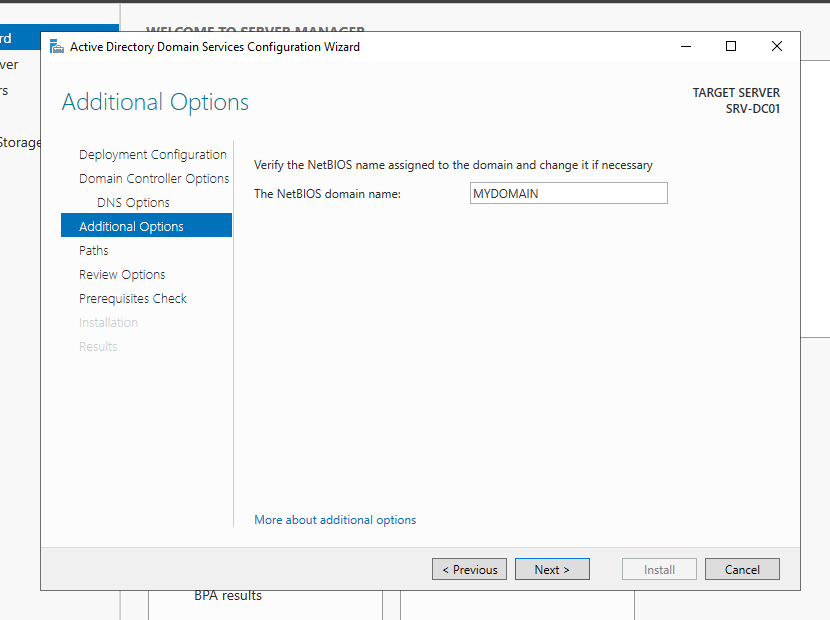 WELCOME TO SERVER MANAGER
Active Directory Domain Services Configuration Wizard
rd
ver
rs
Storage
Additional Options
TARGET SERVER
SRV-DC01
Deployment Configuration
Domain Controller Options
DNS Options
Additional Options
Paths
Review Options
Prerequisites Check
Installation
Results
Verify the NetBIOS name assigned to the domain and change it if necessary
The NetBIOS domain name:
MYDOMAIN
More about additional options
< Previous
Next >
Install
Cancel
BPA results